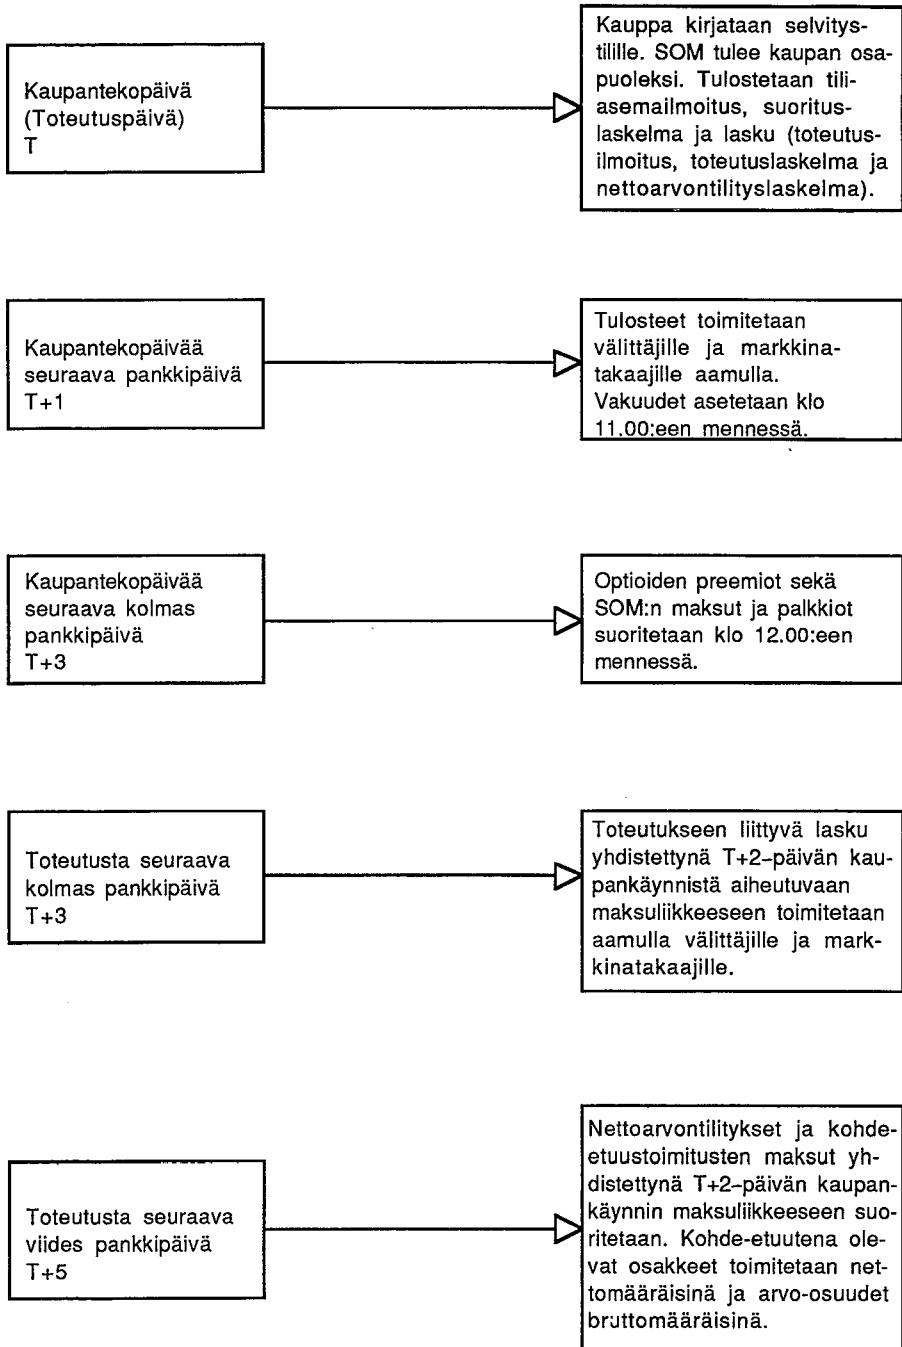 Kaupantekopäivä
(Toteutuspäivä)
T
Kauppa kirjataan selvitys-
tilille. SOM tulee kaupan osa-
puoleksi. Tulostetaan tili-
asemailmoitus, suoritus-
laskelma ja lasku (toteutus-
ilmoitus, toteutuslaskelma ja
nettoarvontilityslaskelma).
Kaupantekopäivää
seuraava pankkipäivä
T+1
Tulosteet toimitetaan
välittäjille ja markkina-
takaajille aamulla.
Vakuudet asetetaan klo
11.00:een mennessä.
Kaupantekopäivää
seuraava kolmas
pankkipäivä
T+3
Optioiden preemiot sekä
SOM:n maksut ja palkkiot
suoritetaan klo 12.00:een
mennessä.
Toteutusta seuraava
kolmas pankkipäivä
T+3
Toteutukseen liittyvä lasku
yhdistettynä T+2–päivän kau-
pankäynnistä aiheutuvaan
maksuliikkeeseen toimitetaan
aamulla välittäjille ja mark-
kinatakaajille.
Toteutusta seuraava
viides pankkipäivä
T+5
Nettoarvontilitykset ja kohde-
etuustoimitusten maksut yh-
distettynä T+2–päivän kaupan-
käynnin maksuliikkeeseen suo-
ritetaan. Kohde-etuutena ole-
vat osakkeet toimitetaan net-
tomääräisinä ja arvo-osuudet
bruttomääräisinä.